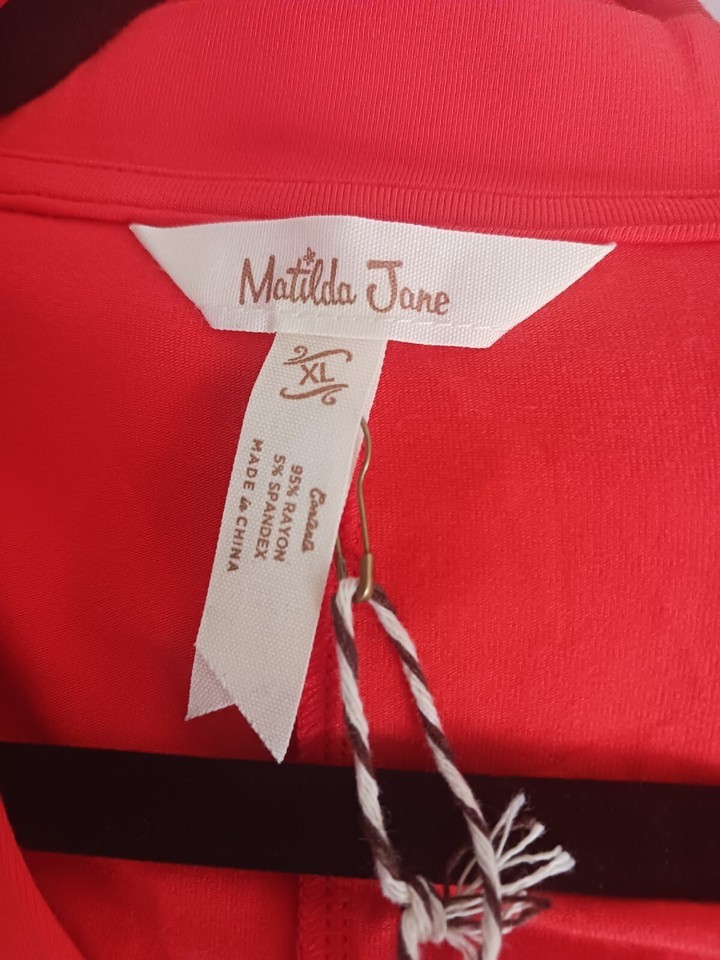 Matilda Jane
XL
Contents
95% RAYON
5% SPANDEX
MADE in CHINA